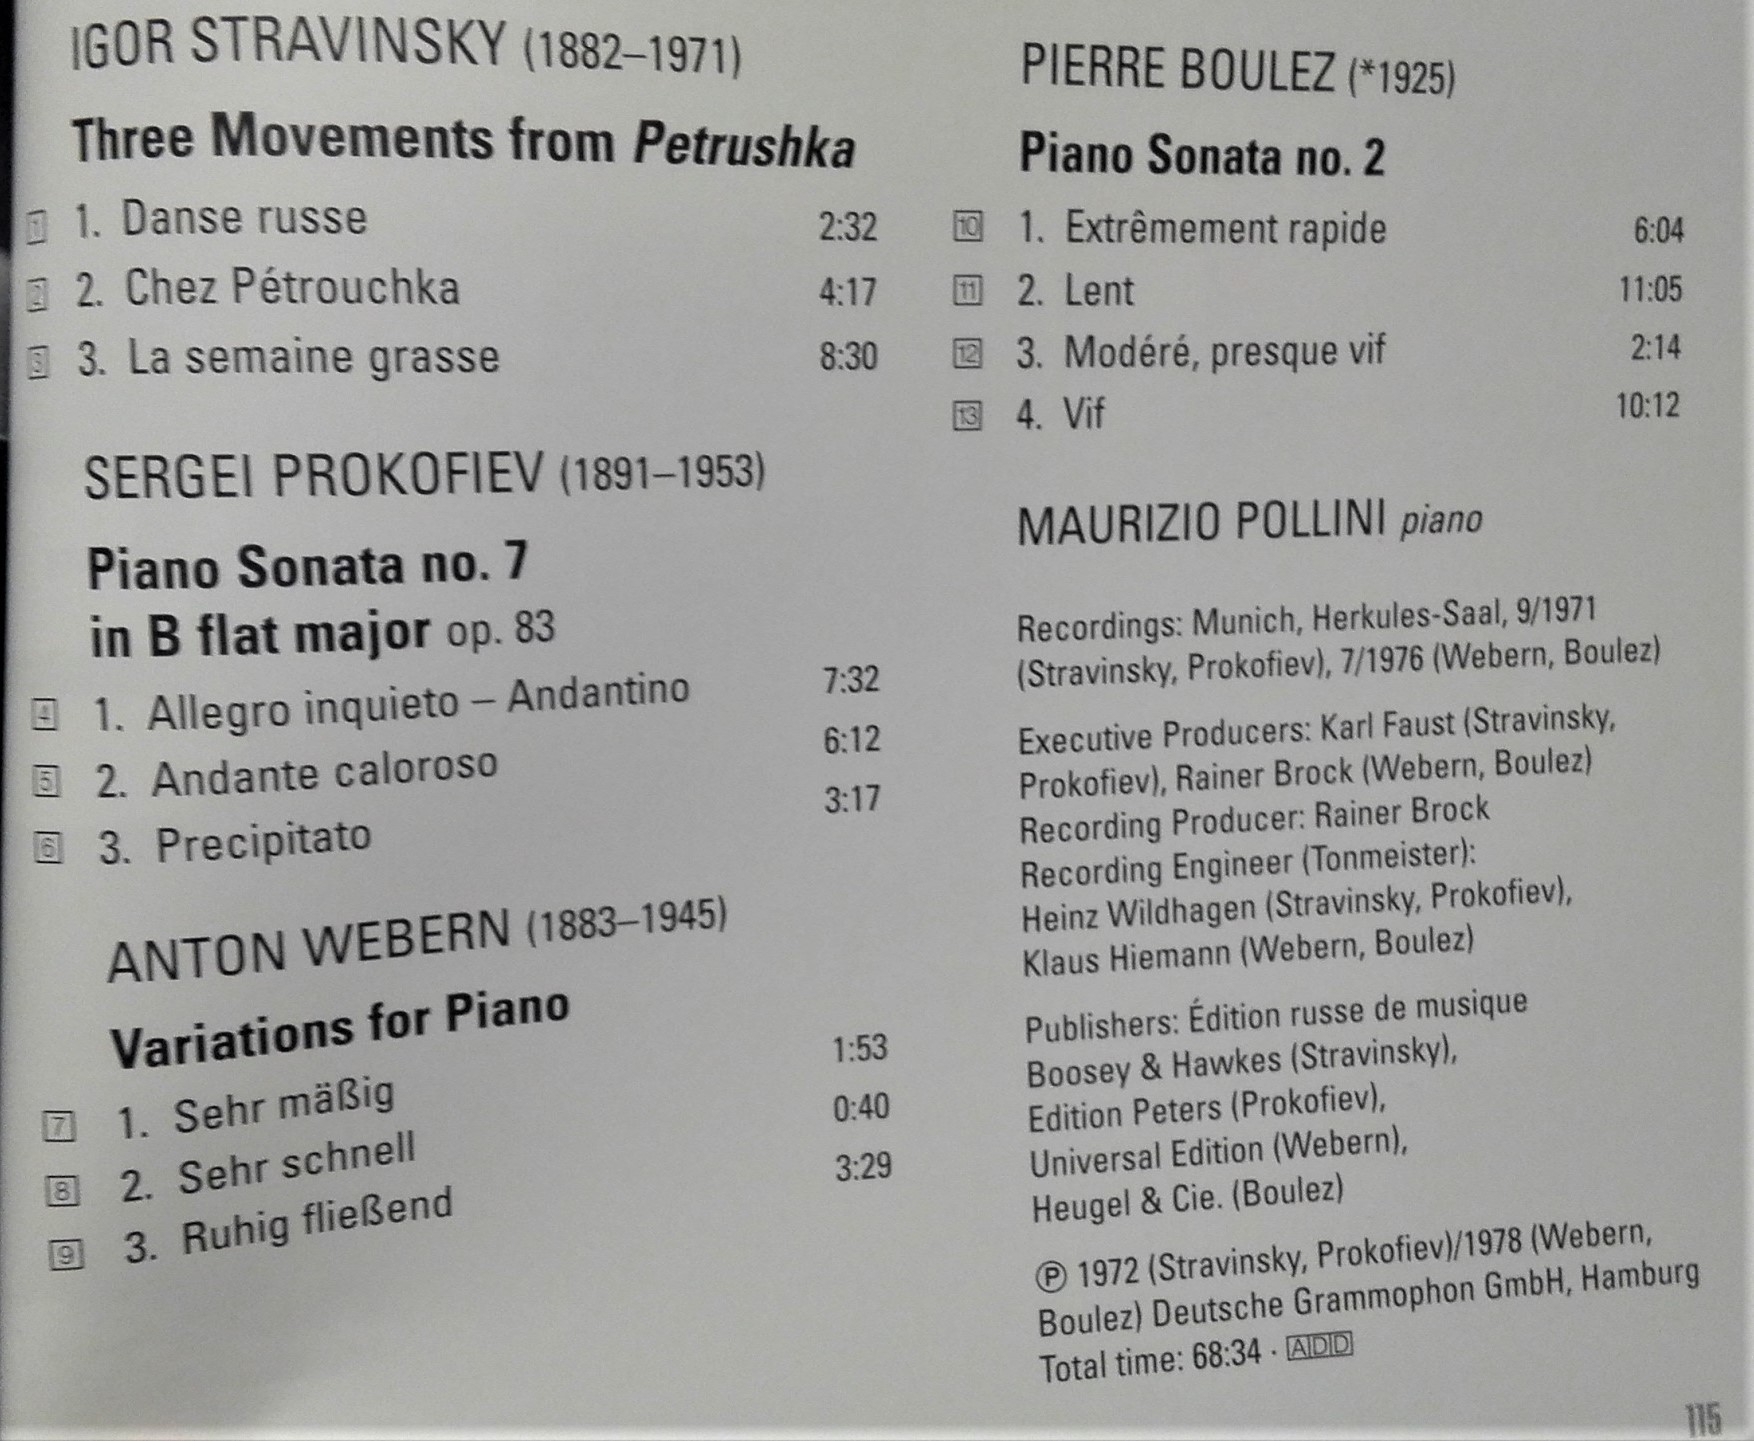 IGOR STRAVINSKY (1882–1971)
Three Movements from Petrushka
1 1. Danse russe 2:32
2 2. Chez Pétrouchka 4:17
3 3. La semaine grasse 8:30
SERGEI PROKOFIEV (1891–1953)
Piano Sonata no. 7
in B flat major op. 83
4 1. Allegro inquieto – Andantino 7:32
5 2. Andante caloroso 6:12
6 3. Precipitato 3:17
ANTON WEBERN (1883–1945)
Variations for Piano
7 1. Sehr mäßig 1:53
8 2. Sehr schnell 0:40
9 3. Ruhig fließend 3:29
PIERRE BOULEZ (*1925)
Piano Sonata no. 2
10 1. Extrêmement rapide 6:04
11 2. Lent 11:05
12 3. Modéré, presque vif 2:14
13 4. Vif 10:12
MAURIZIO POLLINI piano
Recordings: Munich, Herkules-Saal, 9/1971
(Stravinsky, Prokofiev), 7/1976 (Webern, Boulez)
Executive Producers: Karl Faust (Stravinsky,
Prokofiev), Rainer Brock (Webern, Boulez)
Recording Producer: Rainer Brock
Recording Engineer (Tonmeister):
Heinz Wildhagen (Stravinsky, Prokofiev),
Klaus Hiemann (Webern, Boulez)
Publishers: Édition russe de musique
Boosey & Hawkes (Stravinsky),
Edition Peters (Prokofiev),
Universal Edition (Webern),
Heugel & Cie. (Boulez)
℗ 1972 (Stravinsky, Prokofiev)/1978 (Webern,
Boulez) Deutsche Grammophon GmbH, Hamburg
Total time: 68:34 · ADD
115